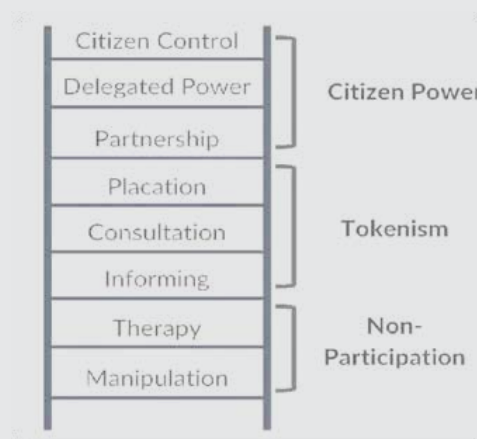 Citizen Control
Delegated Power
Partnership
Placation
Consultation
Informing
Therapy
Manipulation
Citizen Power
Tokenism
Non-
Participation